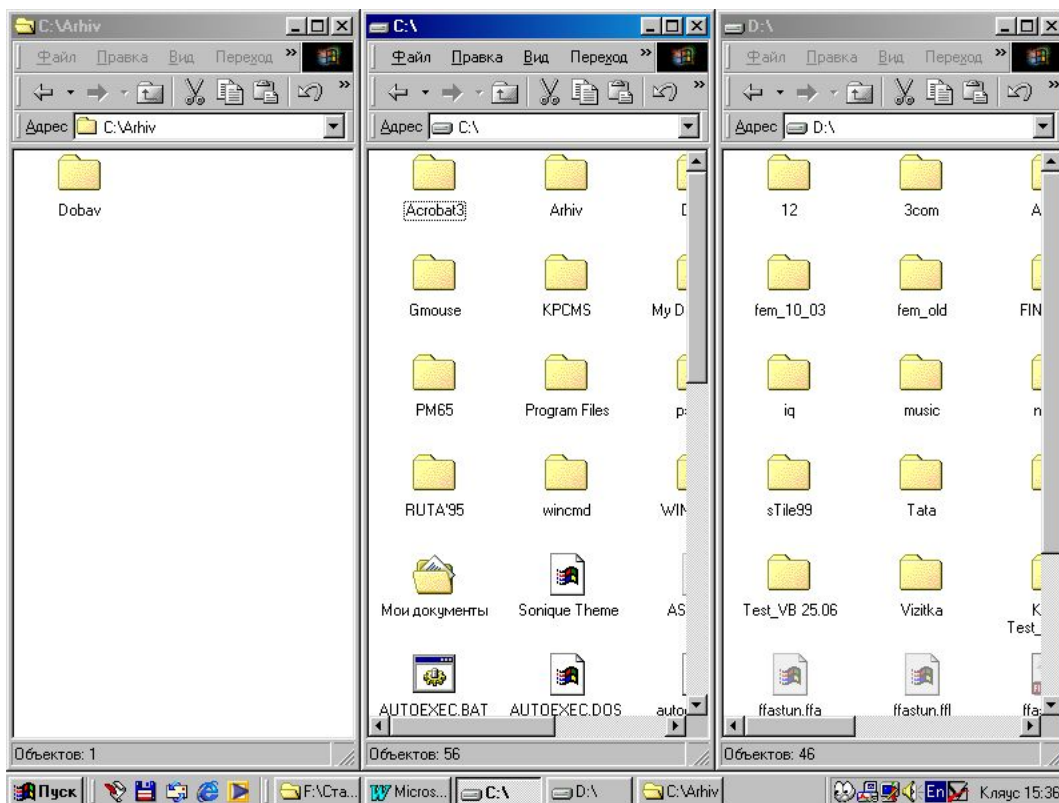 C:\Arhiv
Файл Правка Вид Переход »
»
Адрес C:\Arhiv
Dobav
Объектов: 1
C:\
Файл Правка Вид Переход »
»
Адрес C:\
Acrobat3 Arhiv
Gmouse KPCMS My D
PM65 Program Files
RUTA'95 wincmd WIN
Мои документы Sonique Theme AS
AUTOEXEC.BAT AUTOEXEC.DOS auto
Объектов: 56
D:\
Файл Правка Вид Переход »
»
Адрес D:\
12 3com A
fem_10_03 fem_old FIN
iq music n
sTile99 Tata
Test_VB 25.06 Vizitka K
Test_
ffastun.ffa ffastun.ffl ffa
Объектов: 46
Пуск F:\Ста... Micros... C:\ D:\ C:\Arhiv En Кляус 15:38